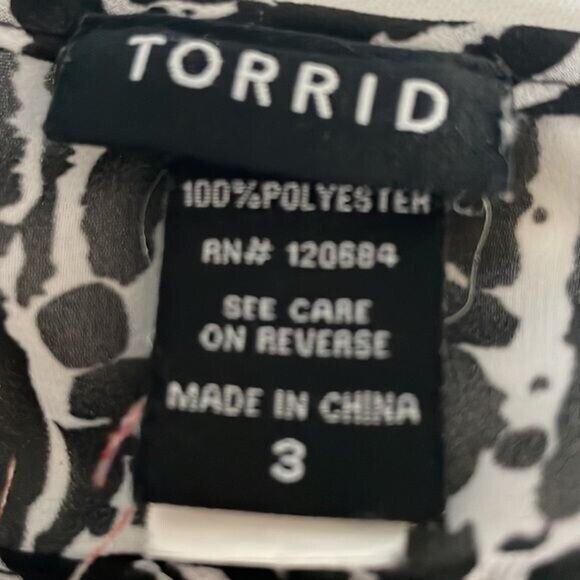 TORRID
100%POLYESTER
RN# 120684
SEE CARE
ON REVERSE
MADE IN CHINA
3